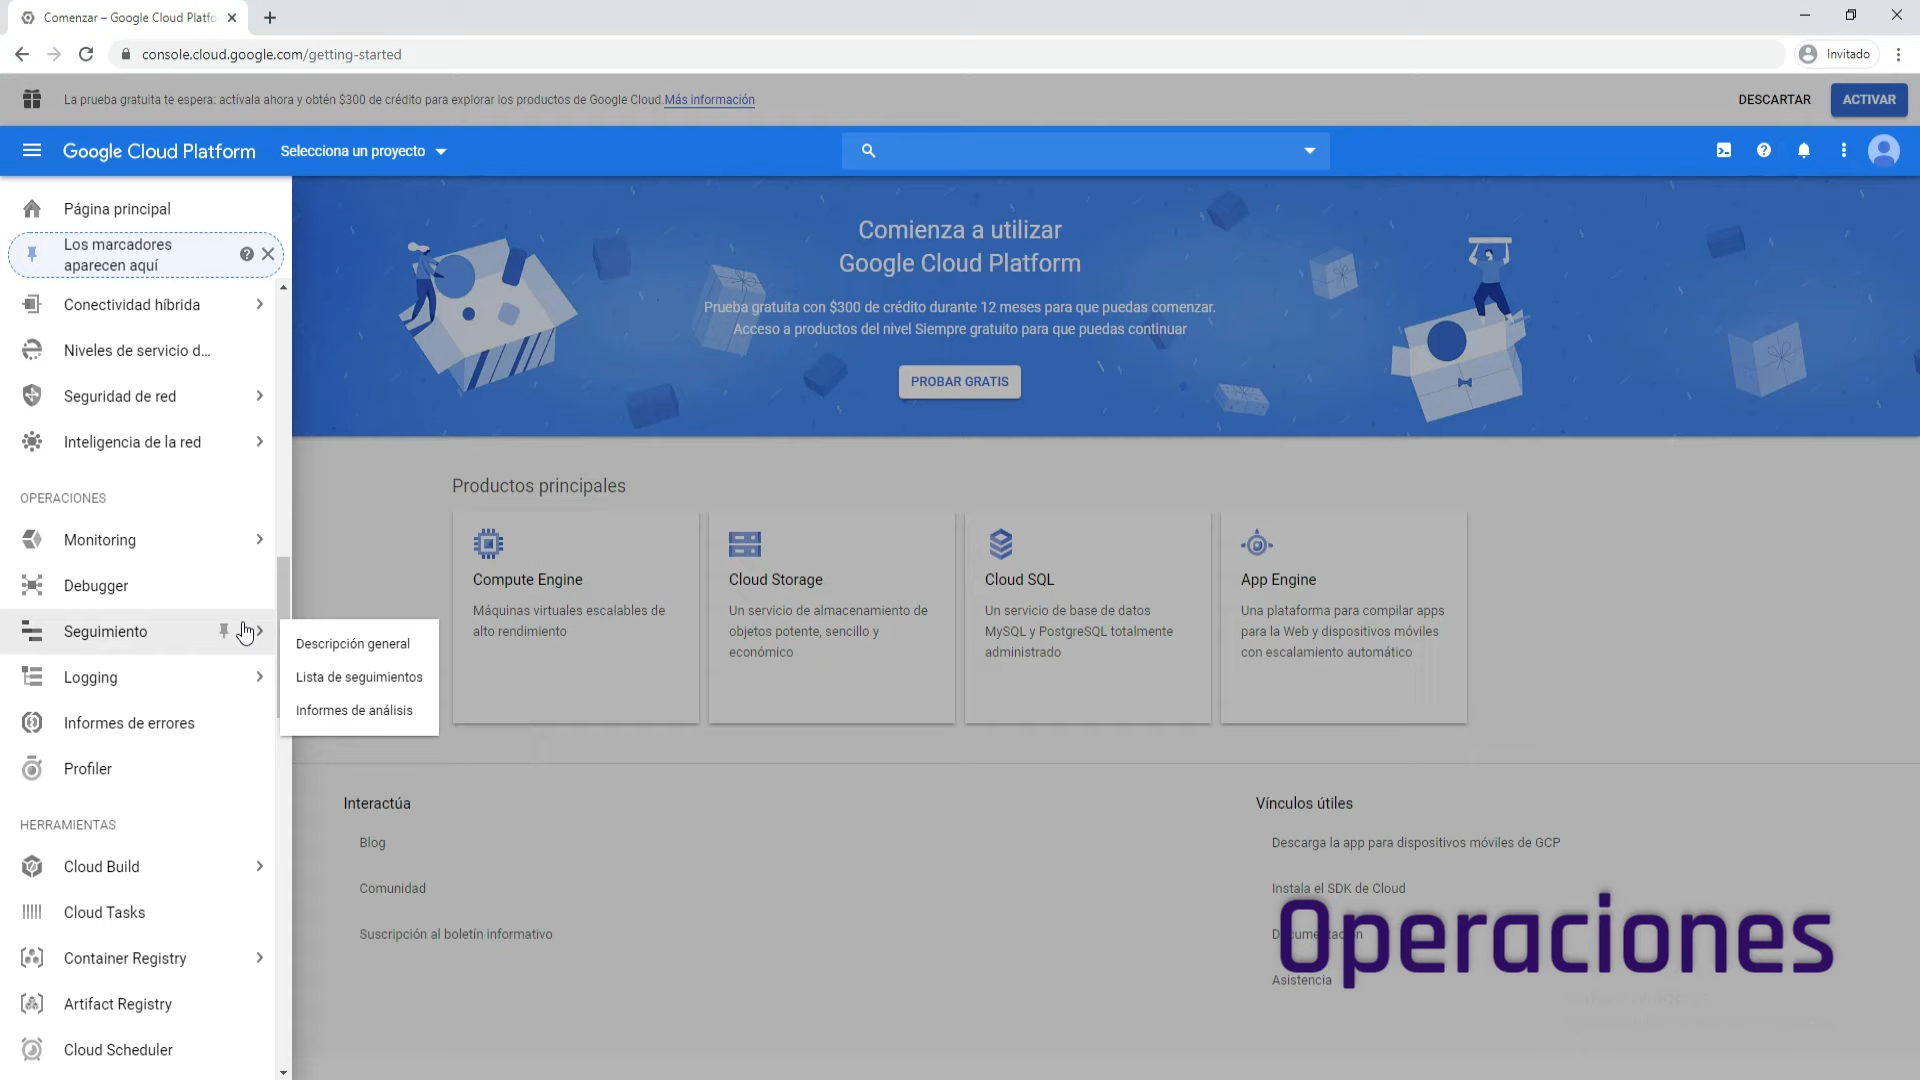 Comenzar – Google Cloud Platfo
console.cloud.google.com/getting-started
Invitado
La prueba gratuita te espera: actívala ahora y obtén $300 de crédito para explorar los productos de Google Cloud. Más información
DESCARTAR
ACTIVAR
Google Cloud Platform
Selecciona un proyecto
Página principal
Los marcadores
aparecen aquí
Conectividad híbrida
Niveles de servicio d...
Seguridad de red
Inteligencia de la red
OPERACIONES
Monitoring
Debugger
Seguimiento
Logging
Informes de errores
Profiler
HERRAMIENTAS
Cloud Build
Cloud Tasks
Container Registry
Artifact Registry
Cloud Scheduler
Descripción general
Lista de seguimientos
Informes de análisis
Comienza a utilizar
Google Cloud Platform
Prueba gratuita con $300 de crédito durante 12 meses para que puedas comenzar.
Acceso a productos del nivel Siempre gratuito para que puedas continuar
PROBAR GRATIS
Productos principales
Compute Engine
Máquinas virtuales escalables de
alto rendimiento
Cloud Storage
Un servicio de almacenamiento de
objetos potente, sencillo y
económico
Cloud SQL
Un servicio de base de datos
MySQL y PostgreSQL totalmente
administrado
App Engine
Una plataforma para compilar apps
para la Web y dispositivos móviles
con escalamiento automático
Interactúa
Blog
Comunidad
Suscripción al boletín informativo
Vínculos útiles
Descarga la app para dispositivos móviles de GCP
Instala el SDK de Cloud
Documentación
Asistencia
Operaciones